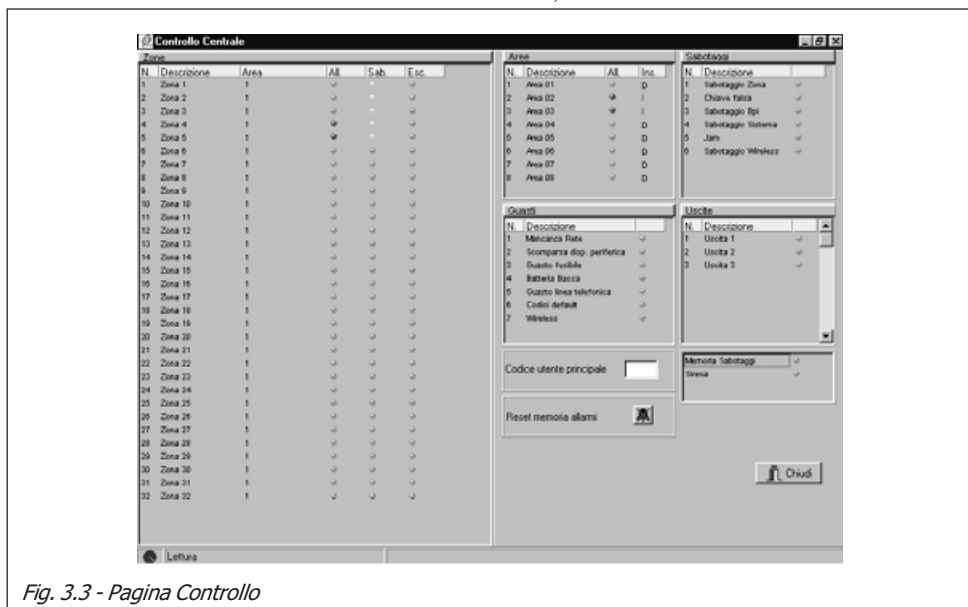 Controllo Centrale
Zone
N. Descrizione Area All. Sab. Esc.
1 Zona 1 1
2 Zona 2 1
3 Zona 3 1
4 Zona 4 1
5 Zona 5 1
6 Zona 6 1
7 Zona 7 1
8 Zona 8 1
9 Zona 9 1
10 Zona 10 1
11 Zona 11 1
12 Zona 12 1
13 Zona 13 1
14 Zona 14 1
15 Zona 15 1
16 Zona 16 1
17 Zona 17 1
18 Zona 18 1
19 Zona 19 1
20 Zona 20 1
21 Zona 21 1
22 Zona 22 1
23 Zona 23 1
24 Zona 24 1
25 Zona 25 1
26 Zona 26 1
27 Zona 27 1
28 Zona 28 1
29 Zona 29 1
30 Zona 30 1
31 Zona 31 1
32 Zona 32 1
Aree
N. Descrizione All. Ins.
1 Area 01 D
2 Area 02 I
3 Area 03 I
4 Area 04 D
5 Area 05 D
6 Area 06 D
7 Area 07 D
8 Area 08 D
Sabotaggi
N. Descrizione
1 Sabotaggio Zona
2 Chiave falsa
3 Sabotaggio Bpi
4 Sabotaggio Sistema
5 Jam
6 Sabotaggio Wireless
Guasti
N. Descrizione
1 Mancanza Rete
2 Scomparsa disp. periferica
3 Guasto fusibile
4 Batteria Bassa
5 Guasto linea telefonica
6 Codici default
7 Wireless
Uscite
N. Descrizione
1 Uscita 1
2 Uscita 2
3 Uscita 3
Codice utente principale
Memoria Sabotaggi
Sirena
Reset memoria allarmi
Chiudi
Lettura
Fig. 3.3 - Pagina Controllo